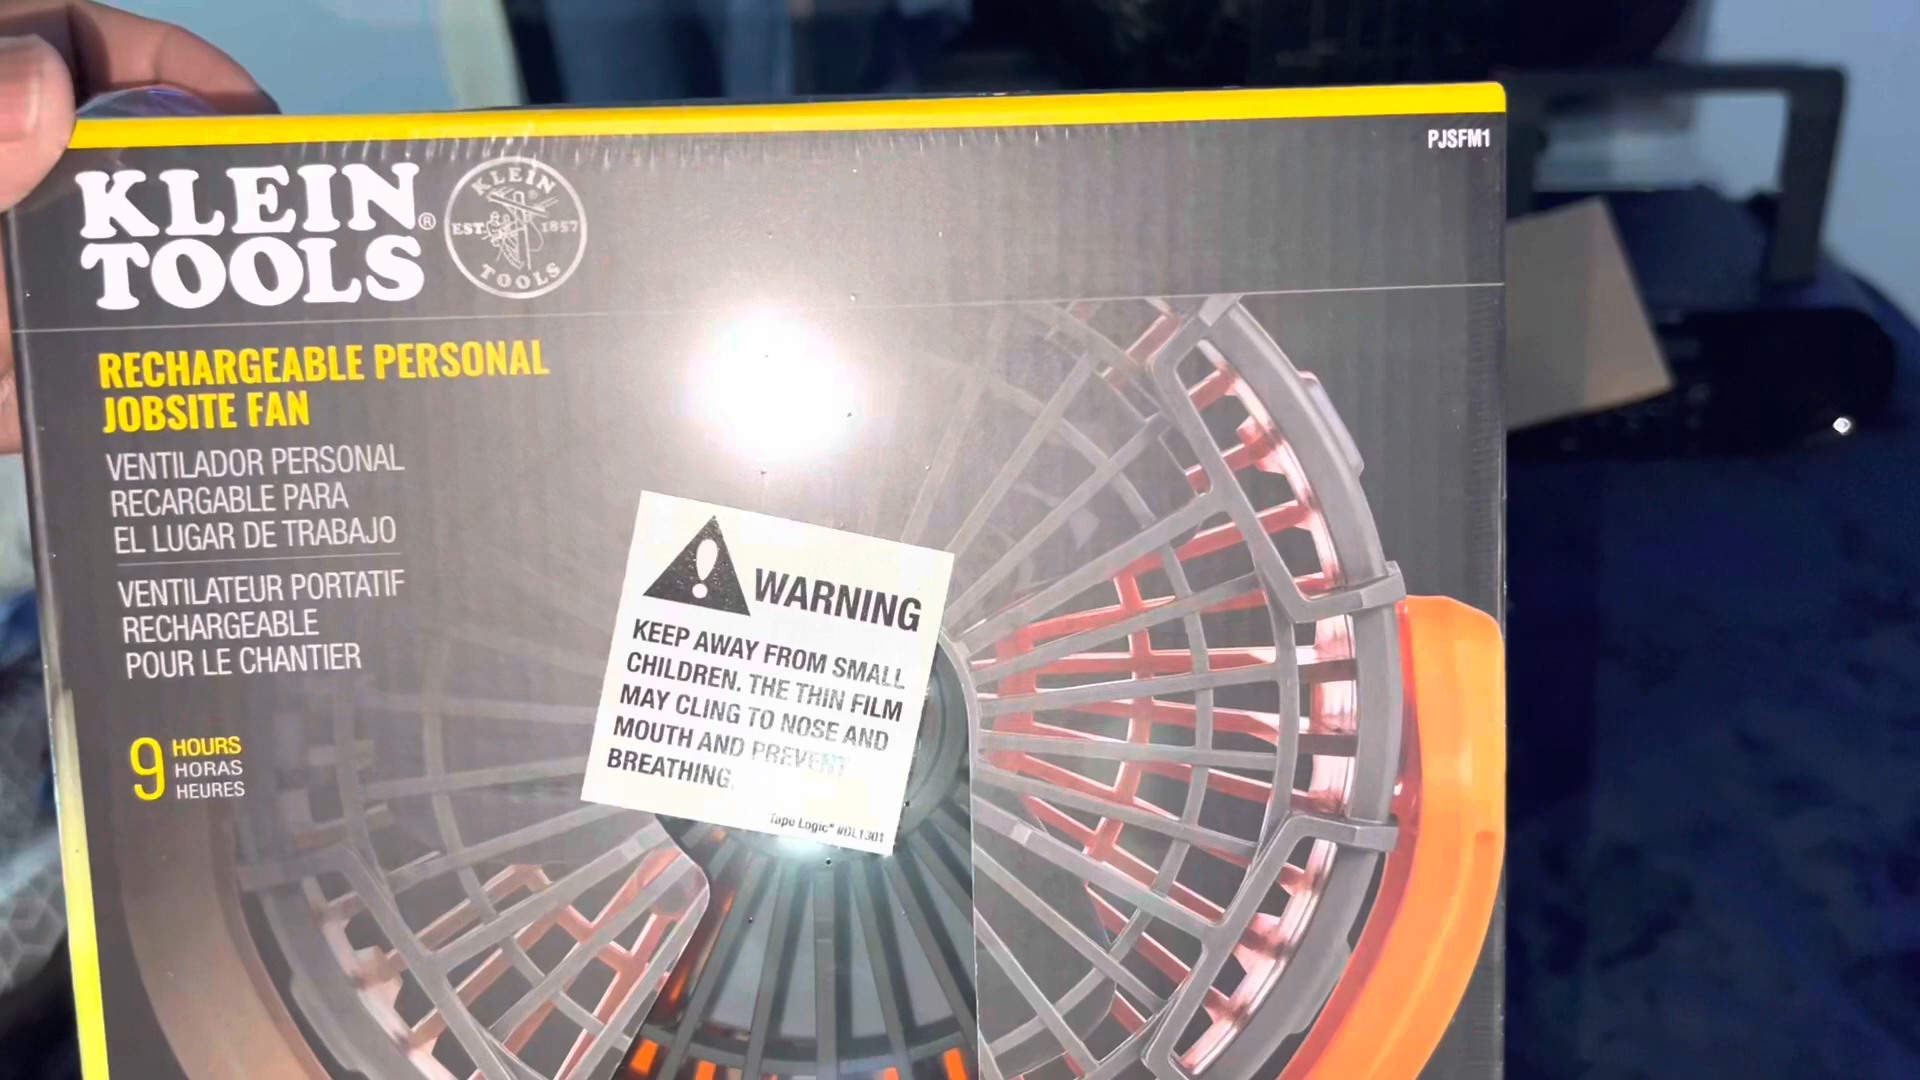 PJSFM1
KLEIN
TOOLS®
KLEIN
EST. 1857
TOOLS
RECHARGEABLE PERSONAL
JOBSITE FAN
VENTILADOR PERSONAL
RECARGABLE PARA
EL LUGAR DE TRABAJO
VENTILATEUR PORTATIF
RECHARGEABLE
POUR LE CHANTIER
9 HOURS
HORAS
HEURES
WARNING
KEEP AWAY FROM SMALL
CHILDREN. THE THIN FILM
MAY CLING TO NOSE AND
MOUTH AND PREVENT
BREATHING.
Tape Logic® #DL1301